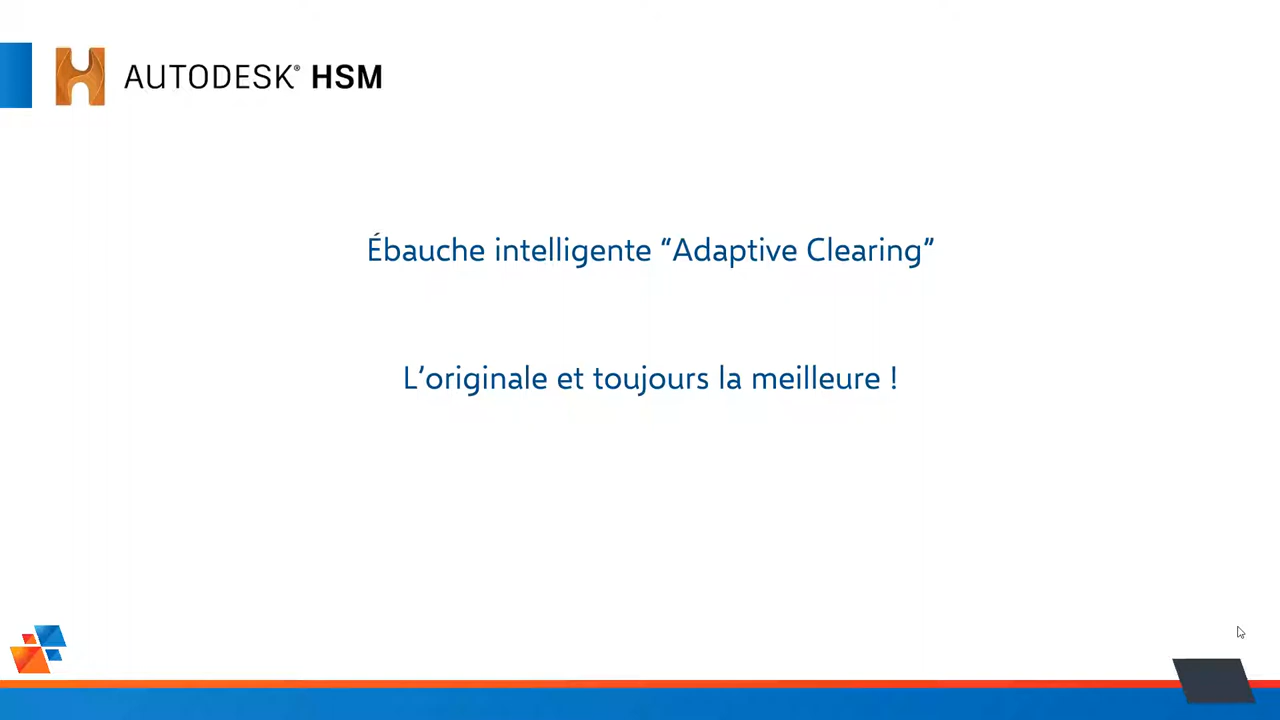 AUTODESK® HSM
Ébauche intelligente “Adaptive Clearing”
L’originale et toujours la meilleure !